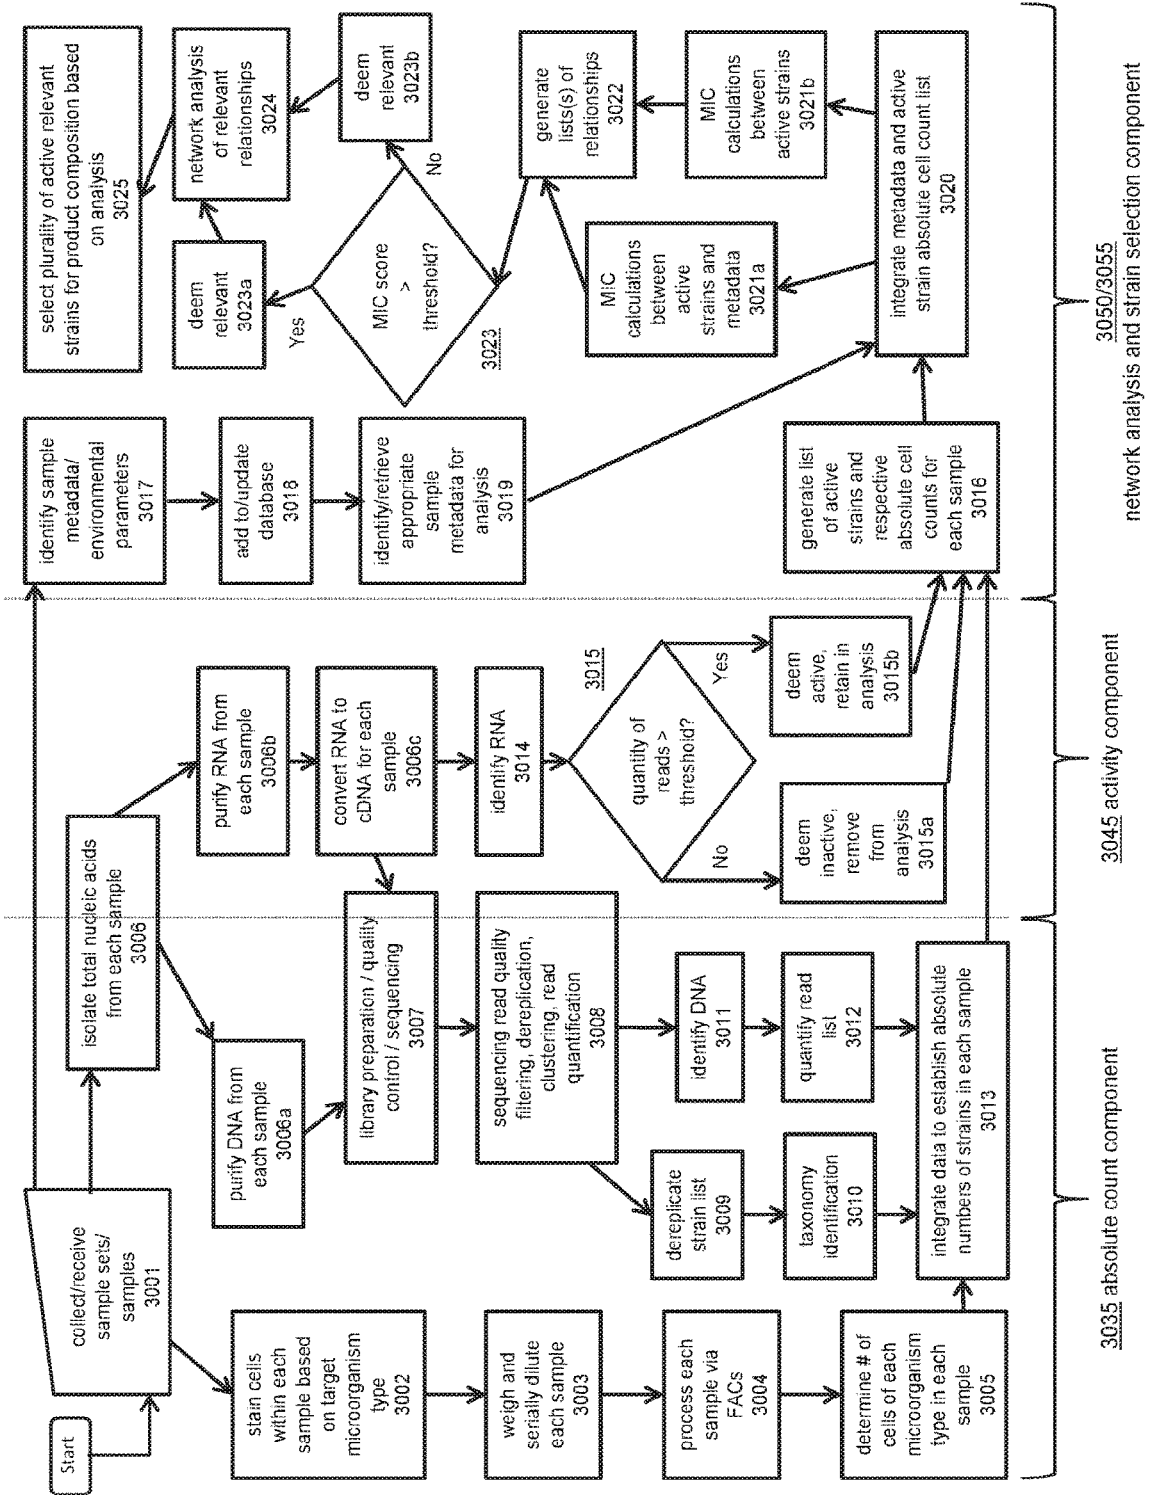 Start
collect/receive
sample sets/
samples
3001
stain cells
within each
sample based
on target
microorganism
type
3002
weigh and
serially dilute
each sample
3003
process each
sample via
FACs
3004
determine # of
cells of each
microorganism
type in each
sample
3005
isolate total nucleic acids
from each sample
3006
purify DNA from
each sample
3006a
library preparation / quality
control / sequencing
3007
sequencing read quality
filtering, dereplication,
clustering, read
quantification
3008
dereplicate
strain list
3009
taxonomy
identification
3010
identify DNA
3011
quantify read
list
3012
integrate data to establish absolute
numbers of strains in each sample
3013
3035 absolute count component
purify RNA from
each sample
3006b
convert RNA to
cDNA for each
sample
3006c
identify RNA
3014
quantity of
reads >
threshold?
3015
No
Yes
deem
inactive,
remove
from
analysis
3015a
deem
active,
retain in
analysis
3015b
3045 activity component
identify sample
metadata/
environmental
parameters
3017
add to/update
database
3018
identify/retrieve
appropriate
sample
metadata for
analysis
3019
generate list
of active
strains and
respective
absolute cell
counts for
each sample
3016
integrate metadata and active
strain absolute cell count list
3020
MIC
calculations
between
active
strains and
metadata
3021a
MIC
calculations
between
active strains
3021b
generate
lists(s) of
relationships
3022
MIC score
>
threshold?
3023
Yes
No
deem
relevant
3023a
deem
relevant
3023b
network analysis
of relevant
relationships
3024
select plurality of active relevant
strains for product composition based
on analysis
3025
3050/3055
network analysis and strain selection component